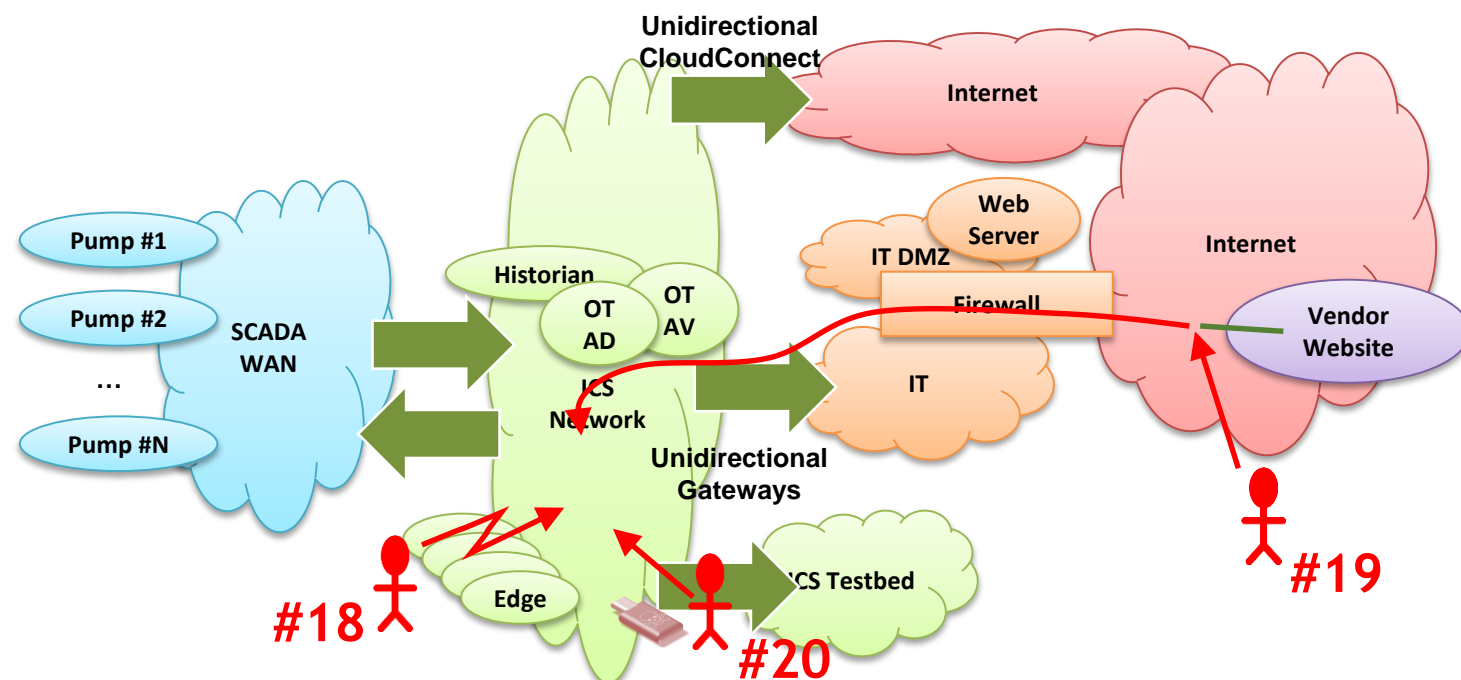 Unidirectional
CloudConnect
Internet
Pump #1
Pump #2
...
Pump #N
SCADA
WAN
Historian
OT
AD
OT
AV
ICS
Network
Web
Server
IT DMZ
Firewall
IT
Internet
Vendor
Website
Unidirectional
Gateways
Edge
ICS Testbed
#18
#20
#19